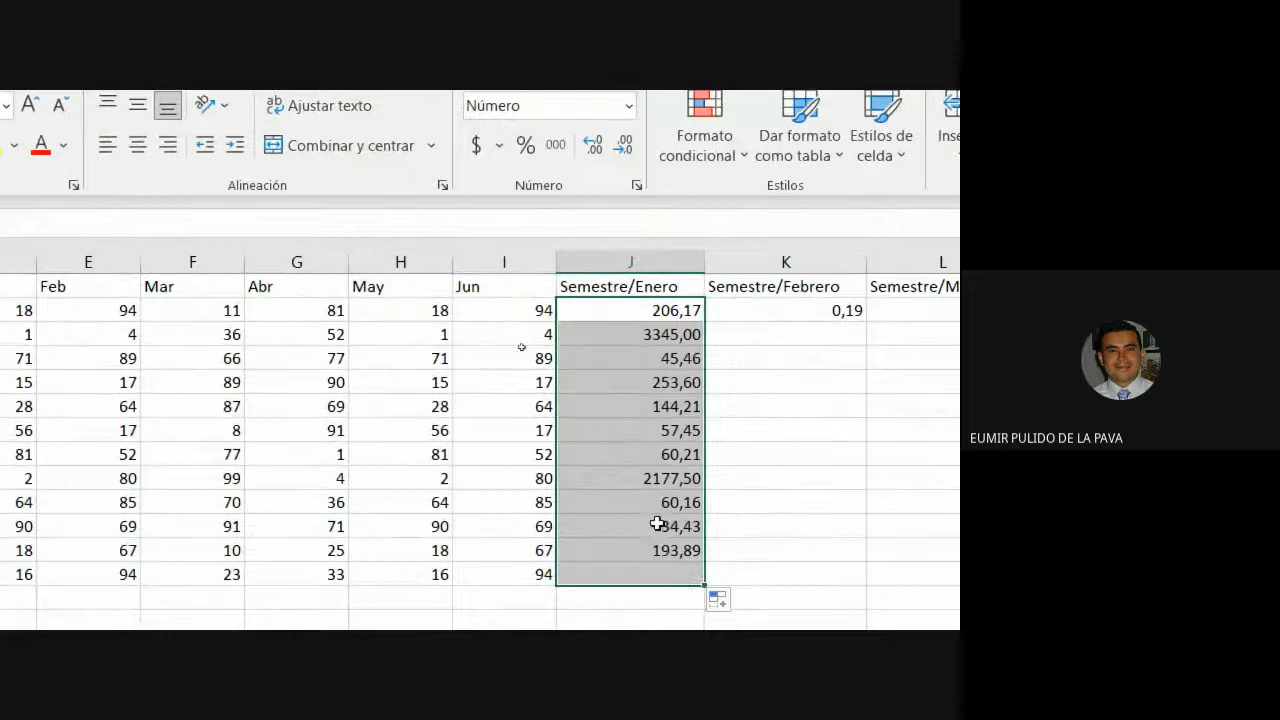 Ajustar texto
Número
Combinar y centrar
$ % 000
Formato condicional
Dar formato como tabla
Estilos de celda
Alineación
Número
Estilos
E F G H I J K L
Feb Mar Abr May Jun Semestre/Enero Semestre/Febrero Semestre/M
18 94 11 81 18 94 206,17 0,19
1 4 36 52 1 4 3345,00
71 89 66 77 71 89 45,46
15 17 89 90 15 17 253,60
28 64 87 69 28 64 144,21
56 17 8 91 56 17 57,45
81 52 77 1 81 52 60,21
2 80 99 4 2 80 2177,50
64 85 70 36 64 85 60,16
90 69 91 71 90 69 34,43
18 67 10 25 18 67 193,89
16 94 23 33 16 94
EUMIR PULIDO DE LA PAVA